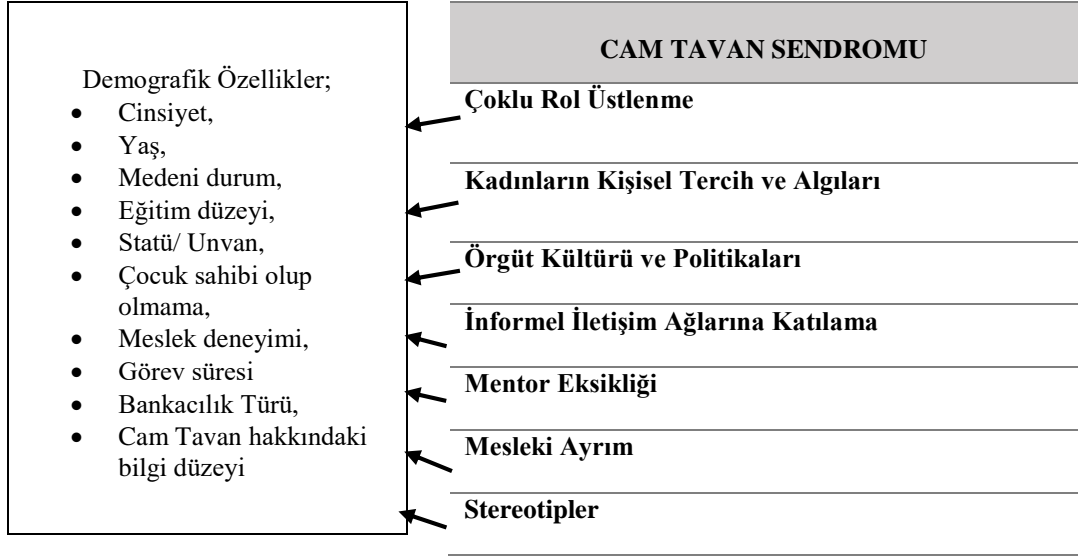 Demografik Özellikler;
• Cinsiyet,
• Yaş,
• Medeni durum,
• Eğitim düzeyi,
• Statü/ Unvan,
• Çocuk sahibi olup
olmama,
• Meslek deneyimi,
• Görev süresi
• Bankacılık Türü,
• Cam Tavan hakkındaki
bilgi düzeyi
CAM TAVAN SENDROMU
Çoklu Rol Üstlenme
Kadınların Kişisel Tercih ve Algıları
Örgüt Kültürü ve Politikaları
İnformel İletişim Ağlarına Katılama
Mentor Eksikliği
Mesleki Ayrım
Stereotipler